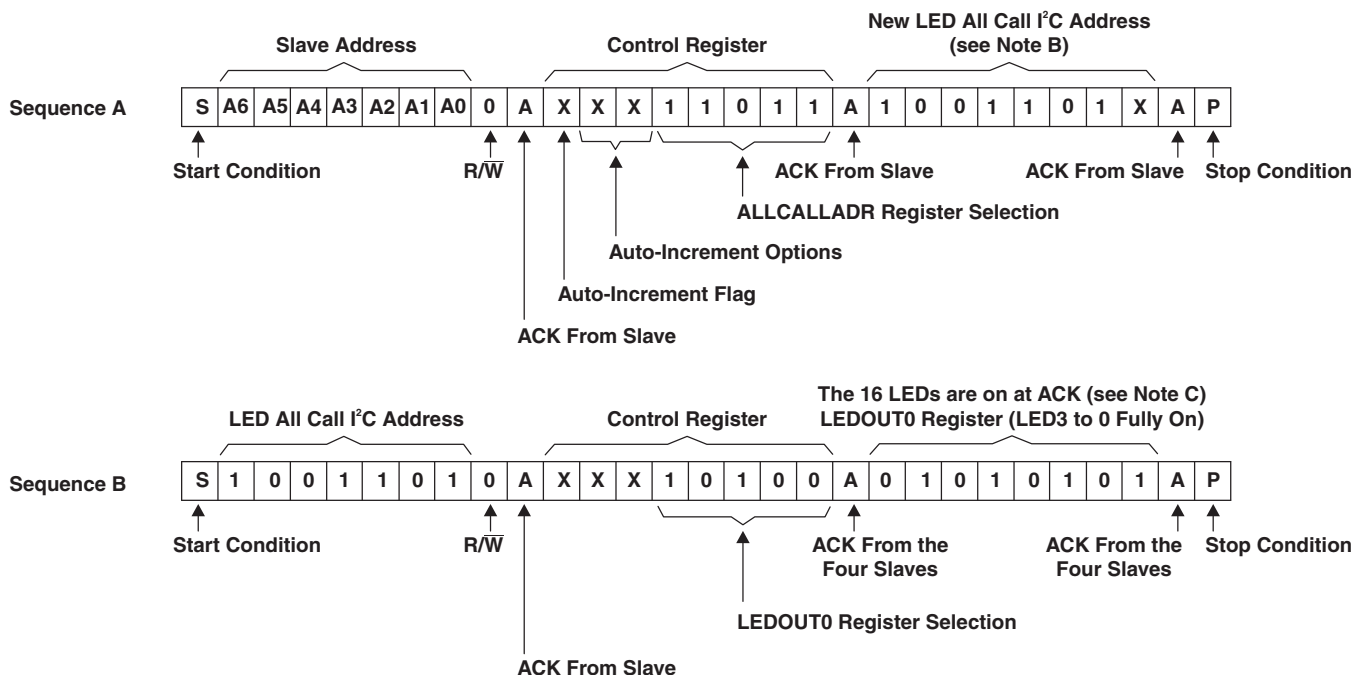 New LED All Call I²C Address
(see Note B)
Slave Address
Control Register
Sequence A
S A6 A5 A4 A3 A2 A1 A0 0 A X X X 1 1 0 1 1 A 1 0 0 1 1 0 1 X A P
Start Condition
R/W̅
ACK From Slave
ACK From Slave
Stop Condition
ALLCALLADR Register Selection
Auto-Increment Options
Auto-Increment Flag
ACK From Slave
The 16 LEDs are on at ACK (see Note C)
LED All Call I²C Address
Control Register
LEDOUT0 Register (LED3 to 0 Fully On)
Sequence B
S 1 0 0 1 1 0 1 0 A X X X 1 0 1 0 0 A 0 1 0 1 0 1 0 1 A P
Start Condition
R/W̅
ACK From the
Four Slaves
ACK From the
Four Slaves
Stop Condition
LEDOUT0 Register Selection
ACK From Slave